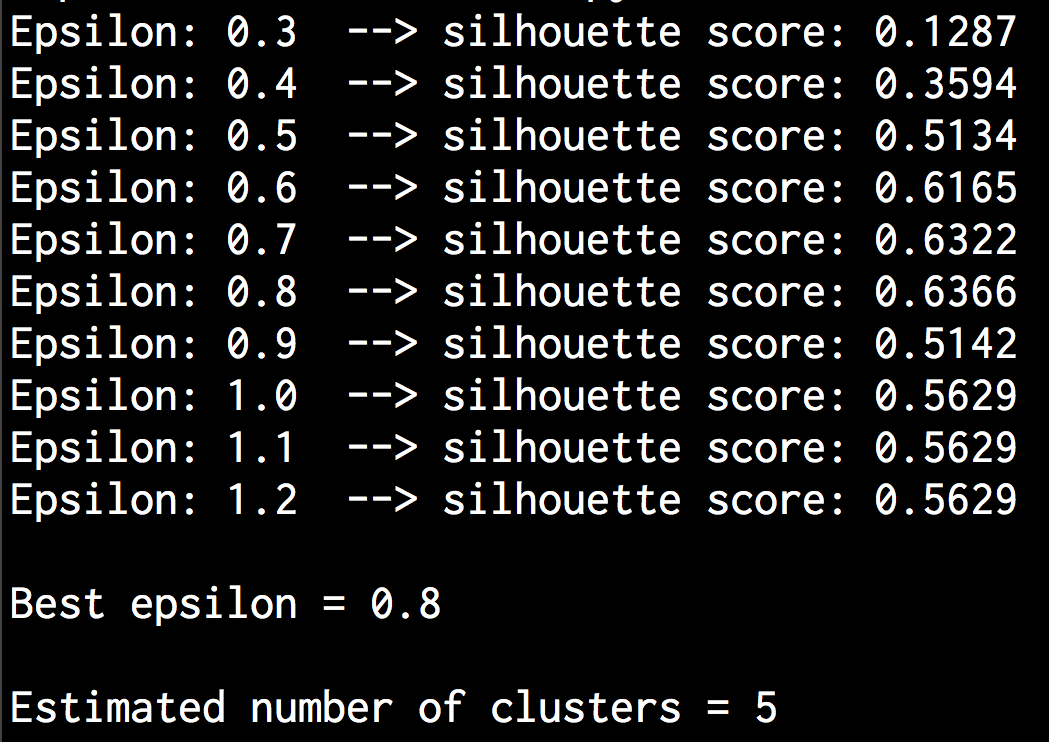 Epsilon: 0.3  --> silhouette score: 0.1287
Epsilon: 0.4  --> silhouette score: 0.3594
Epsilon: 0.5  --> silhouette score: 0.5134
Epsilon: 0.6  --> silhouette score: 0.6165
Epsilon: 0.7  --> silhouette score: 0.6322
Epsilon: 0.8  --> silhouette score: 0.6366
Epsilon: 0.9  --> silhouette score: 0.5142
Epsilon: 1.0  --> silhouette score: 0.5629
Epsilon: 1.1  --> silhouette score: 0.5629
Epsilon: 1.2  --> silhouette score: 0.5629
Best epsilon = 0.8
Estimated number of clusters = 5